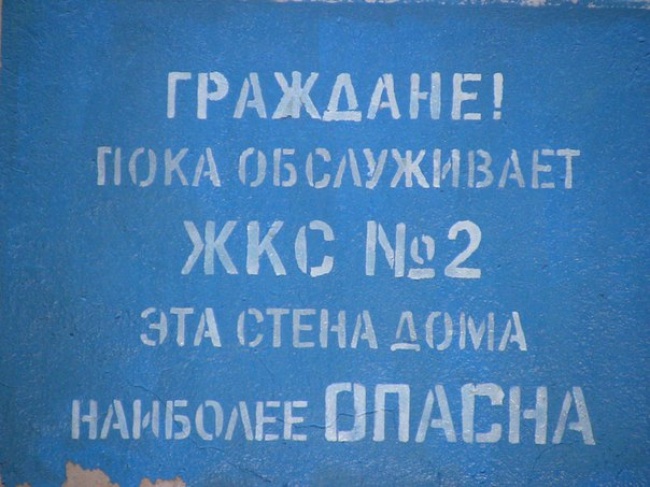 ГРАЖДАНЕ!
ПОКА ОБСЛУЖИВАЕТ
ЖКС №2
ЭТА СТЕНА ДОМА
НАИБОЛЕЕ ОПАСНА